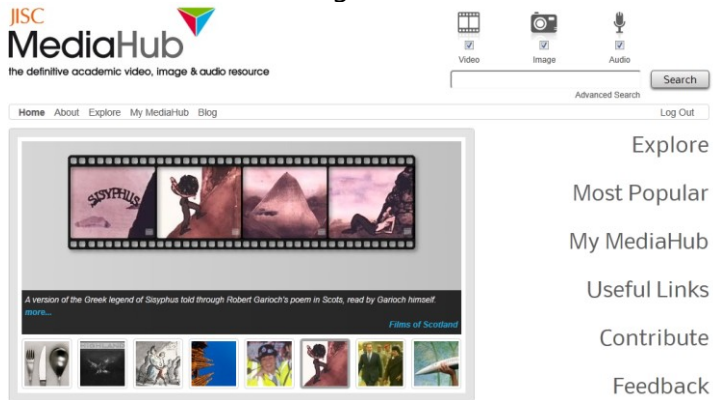 JISC
MediaHub
the definitive academic video, image & audio resource
Video Image Audio
Search
Advanced Search
Home About Explore My MediaHub Blog Log Out
Explore
Most Popular
My MediaHub
Useful Links
Contribute
Feedback
SISYPHUS
A version of the Greek legend of Sisyphus told through Robert Garioch's poem in Scots, read by Garioch himself.
more...
Films of Scotland